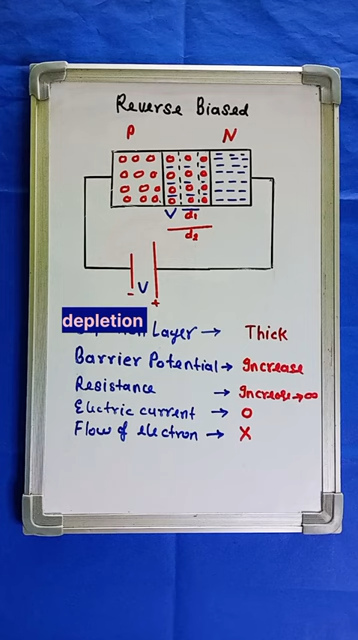 Reverse Biased
P N
V d1
d2
- V +
depletion Layer → Thick
Barrier Potential → Increase
Resistance → Increase → ∞
Electric current → 0
Flow of electron → X